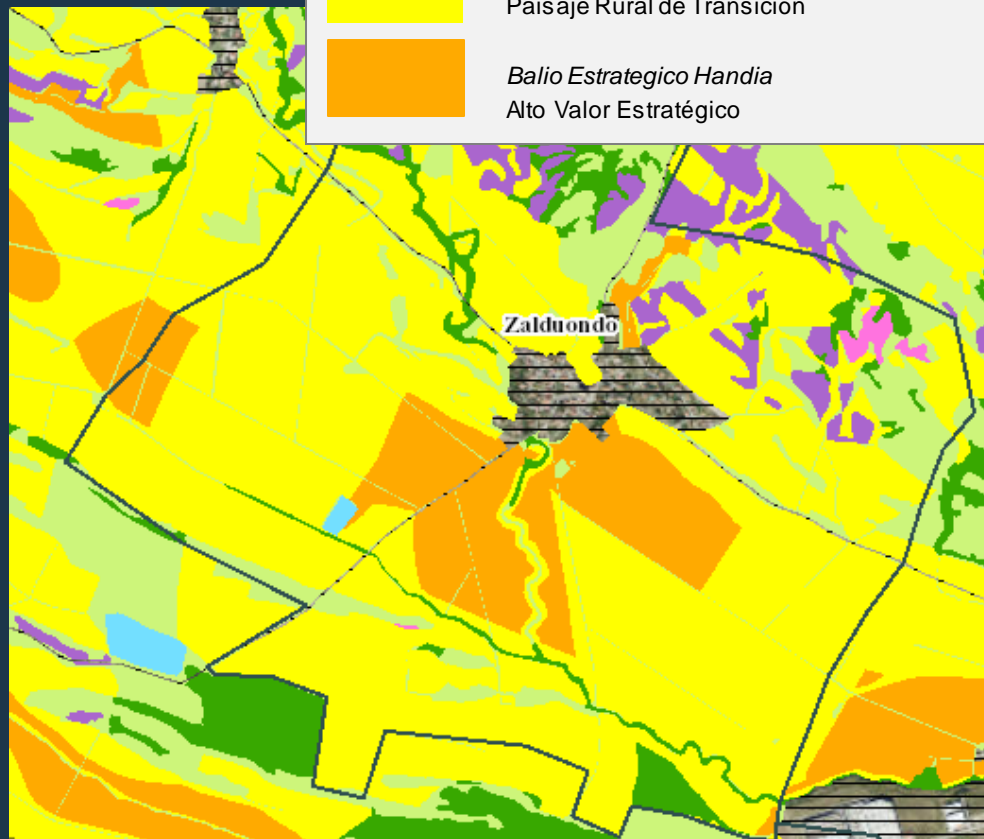 Paisaje Rural de Transición
Balio Estrategico Handia
Alto Valor Estratégico
Zalduondo